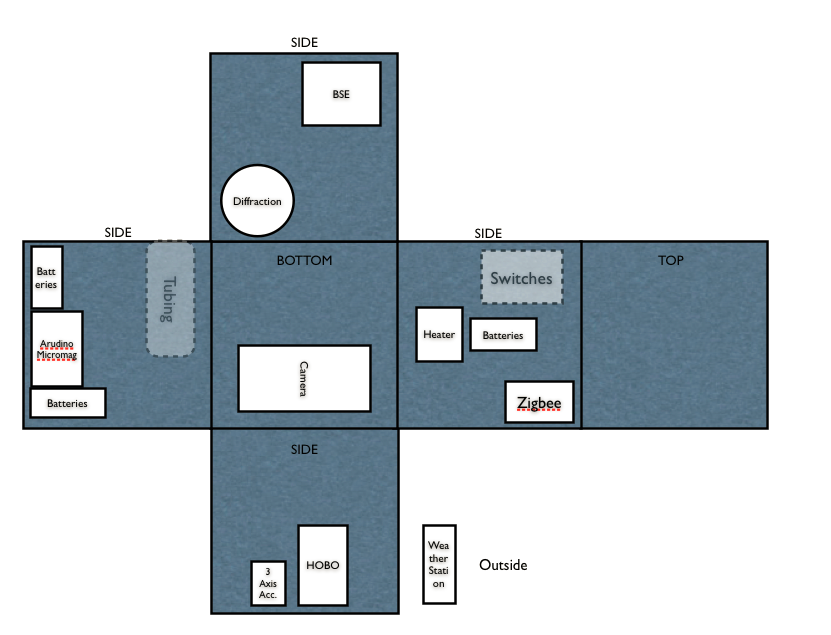 SIDE
BSE
Diffraction
SIDE
Batt
eries
Tubing
Arudino
Micromag
Batteries
BOTTOM
Camera
SIDE
Switches
Heater
Batteries
Zigbee
TOP
SIDE
3
Axis
Acc.
HOBO
Wea
ther
Stati
on
Outside